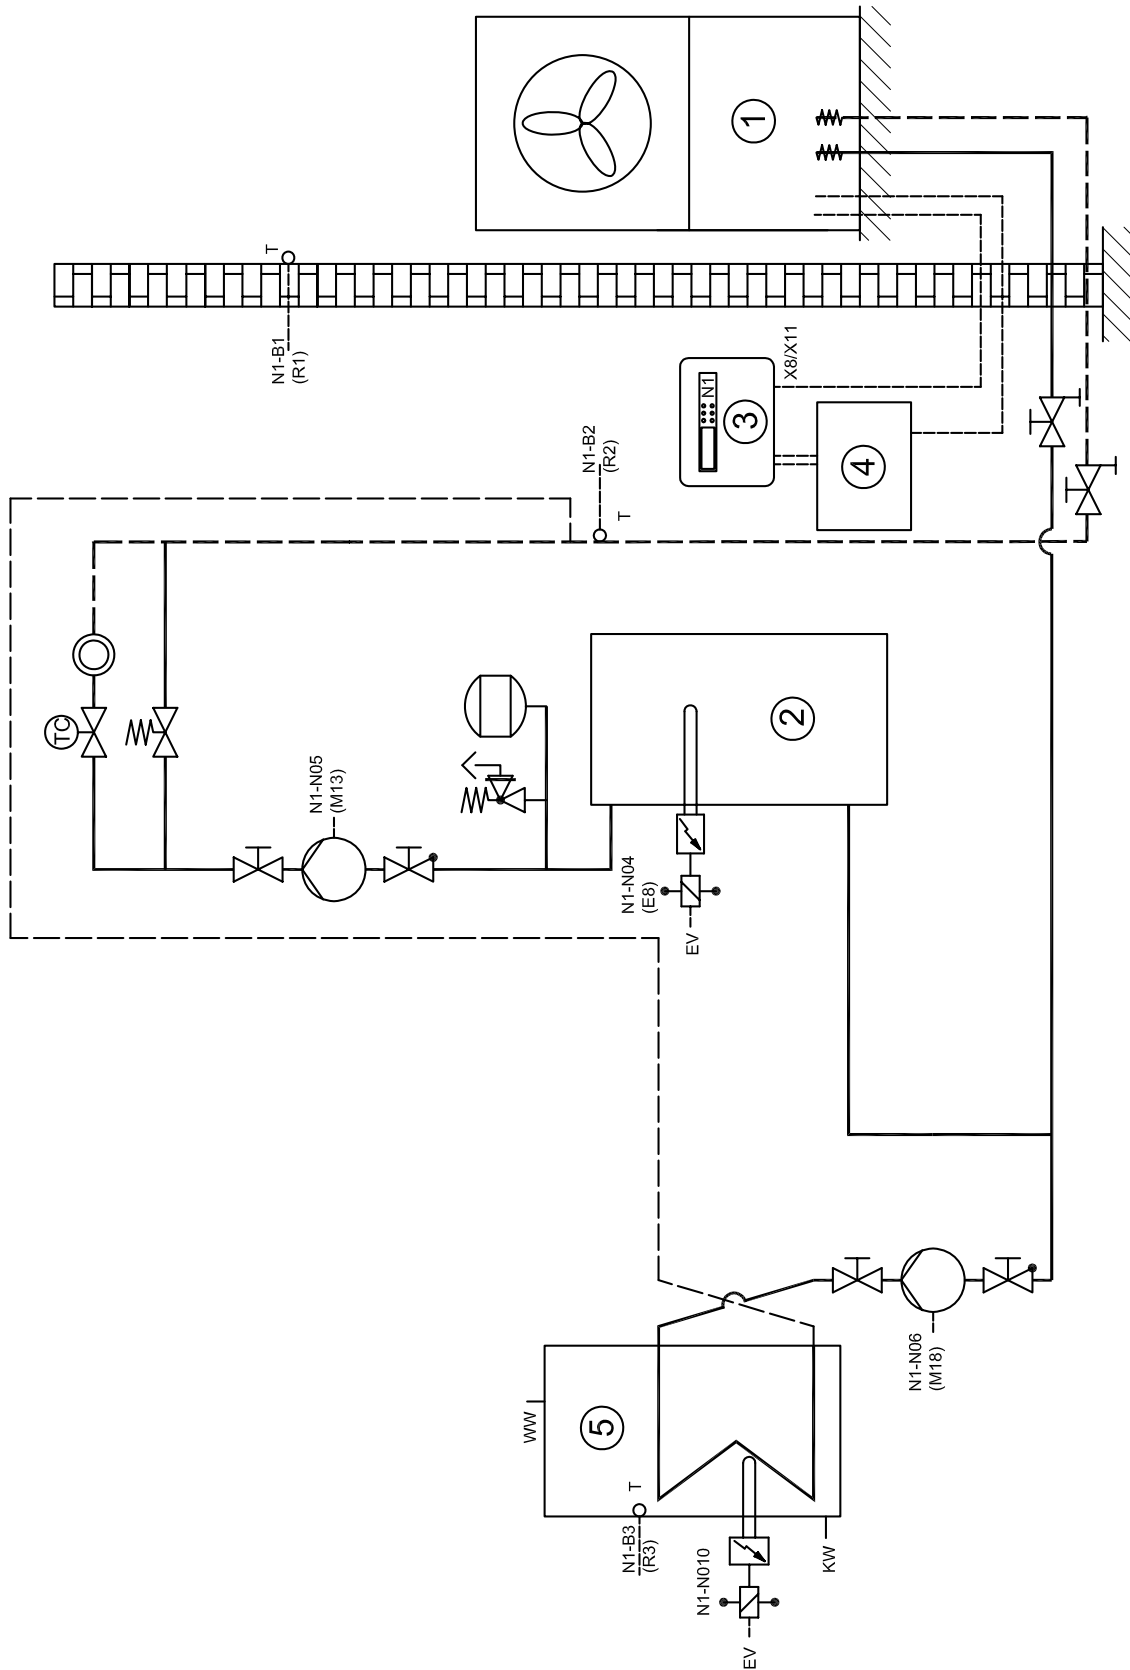 1
T
N1-B1
(R1)
X8/X11
N1
3
4
N1-B2
(R2)
T
TC
2
N1-N05
(M13)
N1-N04
(E8)
EV
N1-N06
(M18)
WW
5
T
N1-B3
(R3)
KW
N1-N010
EV